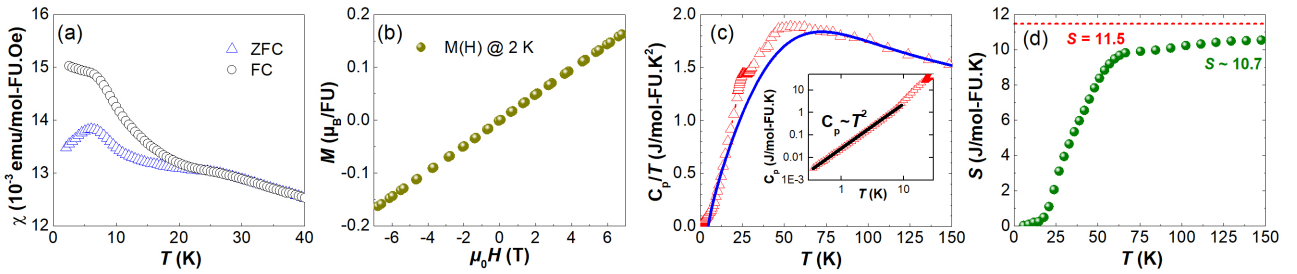 (a)
ZFC
FC
16
15
14
13
12
0 10 20 30 40
χ (10⁻³ emu/mol-FU.Oe)
T (K)
(b)
M(H) @ 2 K
0.2
0.1
0.0
-0.1
-0.2
-6 -4 -2 0 2 4 6
M (μB/FU)
μ₀H (T)
(c)
2.0
1.5
1.0
0.5
0.0
0 25 50 75 100 125 150
Cp/T (J/mol-FU.K²)
T (K)
Cp~T²
10
1
0.1
0.01
1E-3
1 10
Cp (J/mol-FU.K)
T (K)
(d)
S = 11.5
S ~ 10.7
12
10
8
6
4
2
0
0 25 50 75 100 125 150
S (J/mol-FU.K)
T (K)